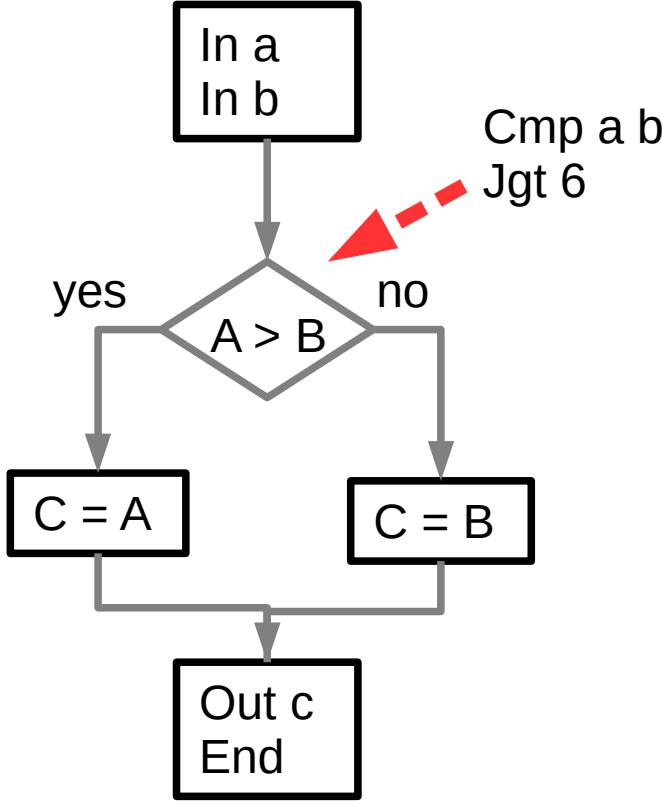 In a
In b
Cmp a b
Jgt 6
yes
no
A > B
C = A
C = B
Out c
End